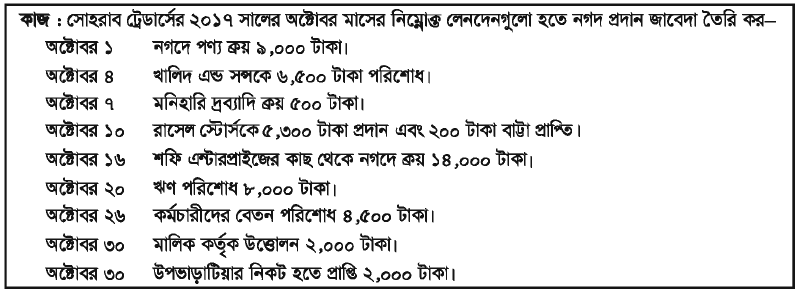 কাজ : সোহরাব ট্রেডার্সের ২০১৭ সালের অক্টোবর মাসের নিম্নোক্ত লেনদেনগুলো হতে নগদ প্রদান জাবেদা তৈরি কর–
অক্টোবর ১ নগদে পণ্য ক্রয় ৯,০০০ টাকা।
অক্টোবর ৪ খালিদ এন্ড সন্সকে ৬,৫০০ টাকা পরিশোধ।
অক্টোবর ৭ মনিহারি দ্রব্যাদি ক্রয় ৫০০ টাকা।
অক্টোবর ১০ রাসেল স্টোর্সকে ৫,৩০০ টাকা প্রদান এবং ২০০ টাকা বাট্টা প্রাপ্তি।
অক্টোবর ১৬ শফি এন্টারপ্রাইজের কাছ থেকে নগদে ক্রয় ১৪,০০০ টাকা।
অক্টোবর ২০ ঋণ পরিশোধ ৮,০০০ টাকা।
অক্টোবর ২৬ কর্মচারীদের বেতন পরিশোধ ৪,৫০০ টাকা।
অক্টোবর ৩০ মালিক কর্তৃক উত্তোলন ২,০০০ টাকা।
অক্টোবর ৩০ উপভাড়াটিয়ার নিকট হতে প্রাপ্তি ২,০০০ টাকা।